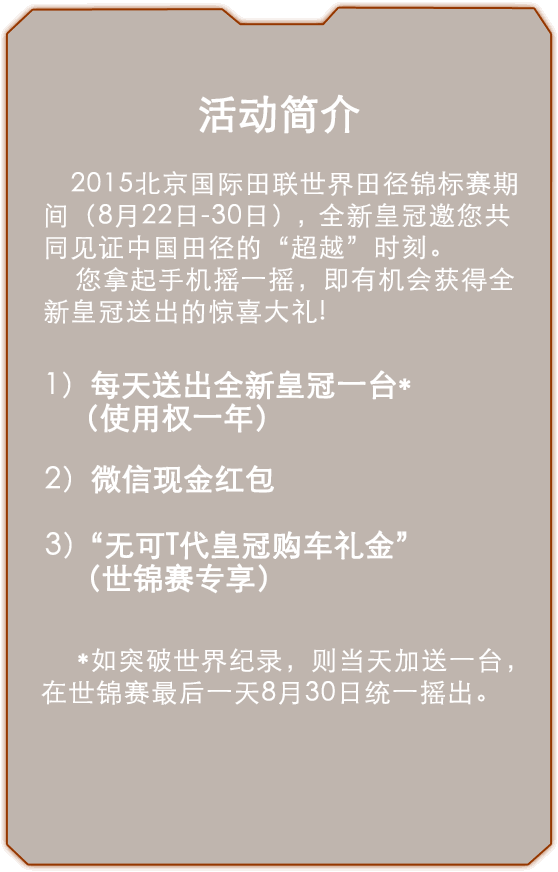 活动简介
2015北京国际田联世界田径锦标赛期
间（8月22日-30日），全新皇冠邀您共
同见证中国田径的“超越”时刻。
您拿起手机摇一摇，即有机会获得全
新皇冠送出的惊喜大礼!
1）每天送出全新皇冠一台*
（使用权一年）
2）微信现金红包
3）“无可T代皇冠购车礼金”
（世锦赛专享）
*如突破世界纪录，则当天加送一台，
在世锦赛最后一天8月30日统一摇出。